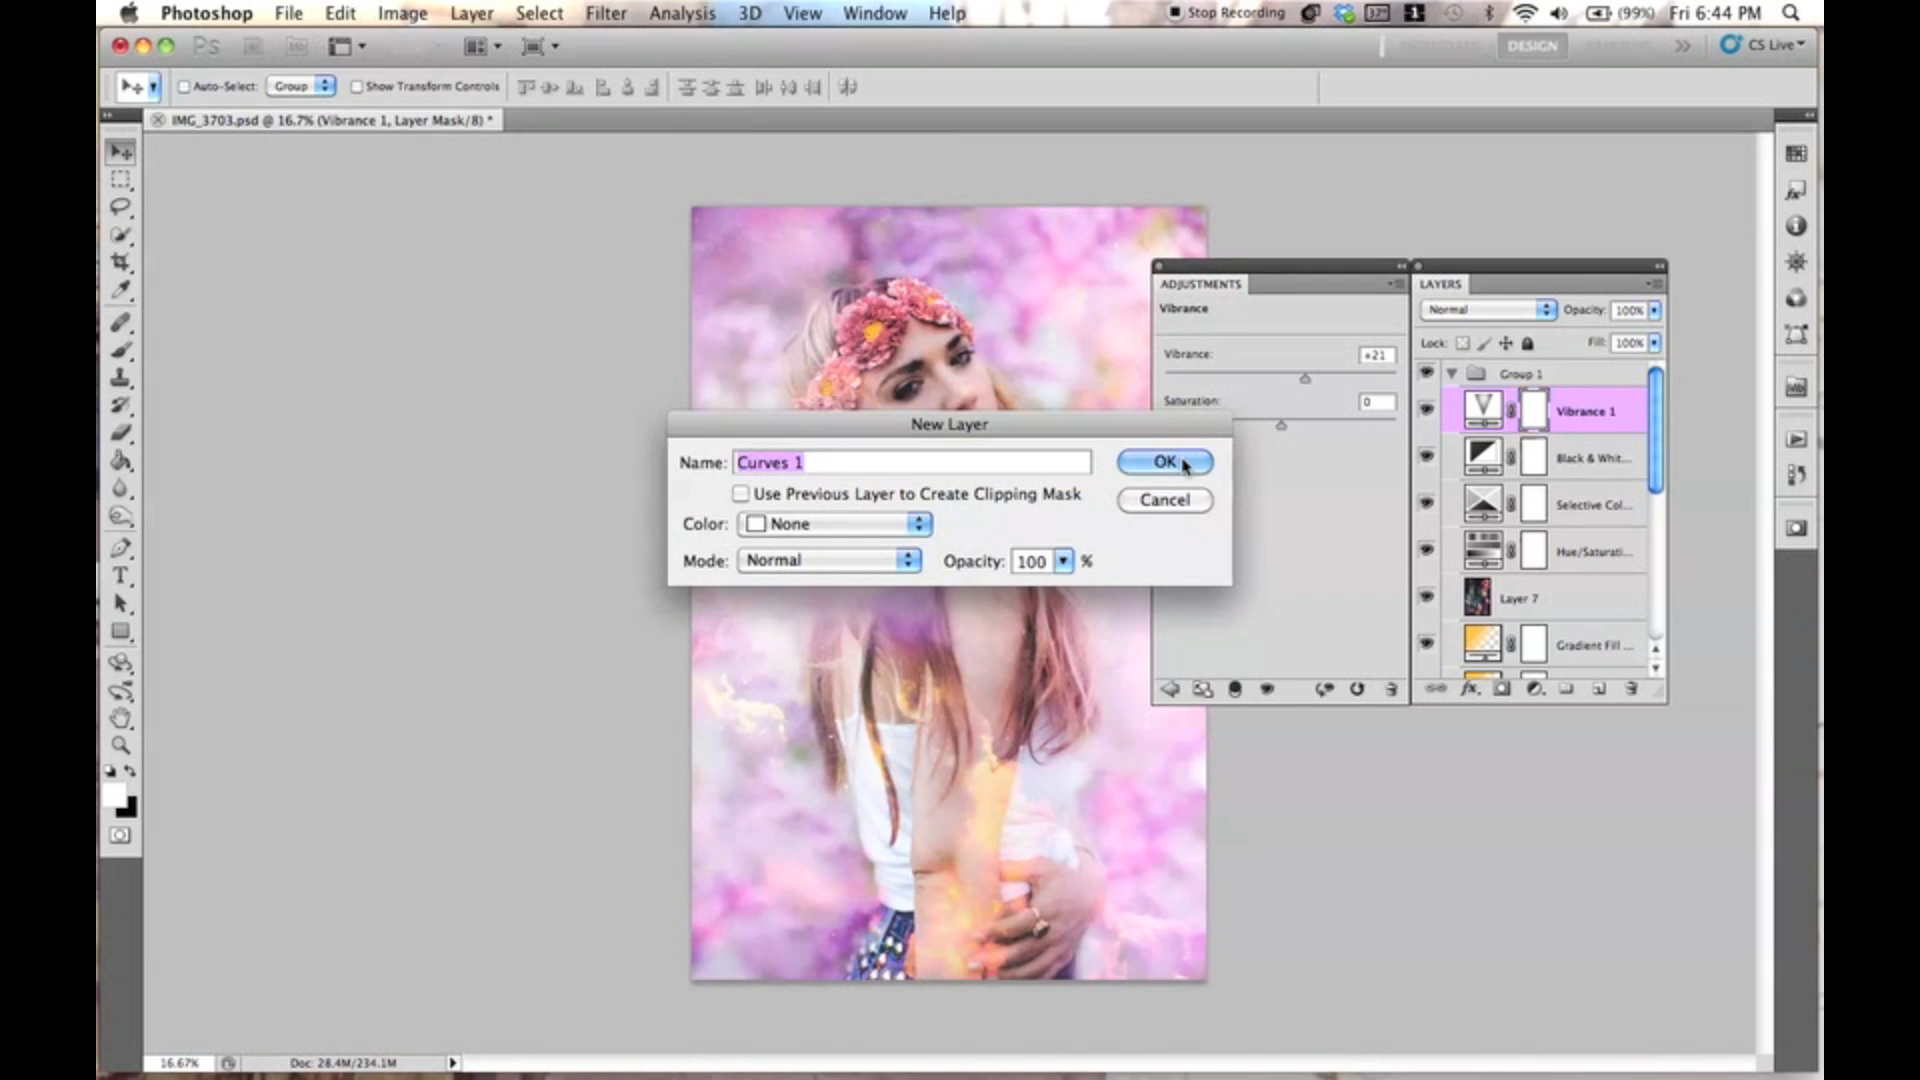 Photoshop File Edit Image Layer Select Filter Analysis 3D View Window Help Stop Recording 1 (99%) Fri 6:44 PM
Ps Mb DESIGN CS Live
Auto-Select: Group Show Transform Controls
IMG_3703.psd @ 16.7% (Vibrance 1, Layer Mask/8) *
ADJUSTMENTS
Vibrance
Vibrance: +21
Saturation: 0
LAYERS
Normal Opacity: 100%
Lock: Fill: 100%
Group 1
Vibrance 1
Black & Whit...
Selective Col...
Hue/Saturati...
Layer 7
Gradient Fill ...
New Layer
Name: Curves 1
OK
Use Previous Layer to Create Clipping Mask
Cancel
Color: None
Mode: Normal Opacity: 100 %
16.67% Doc: 28.4M/234.1M